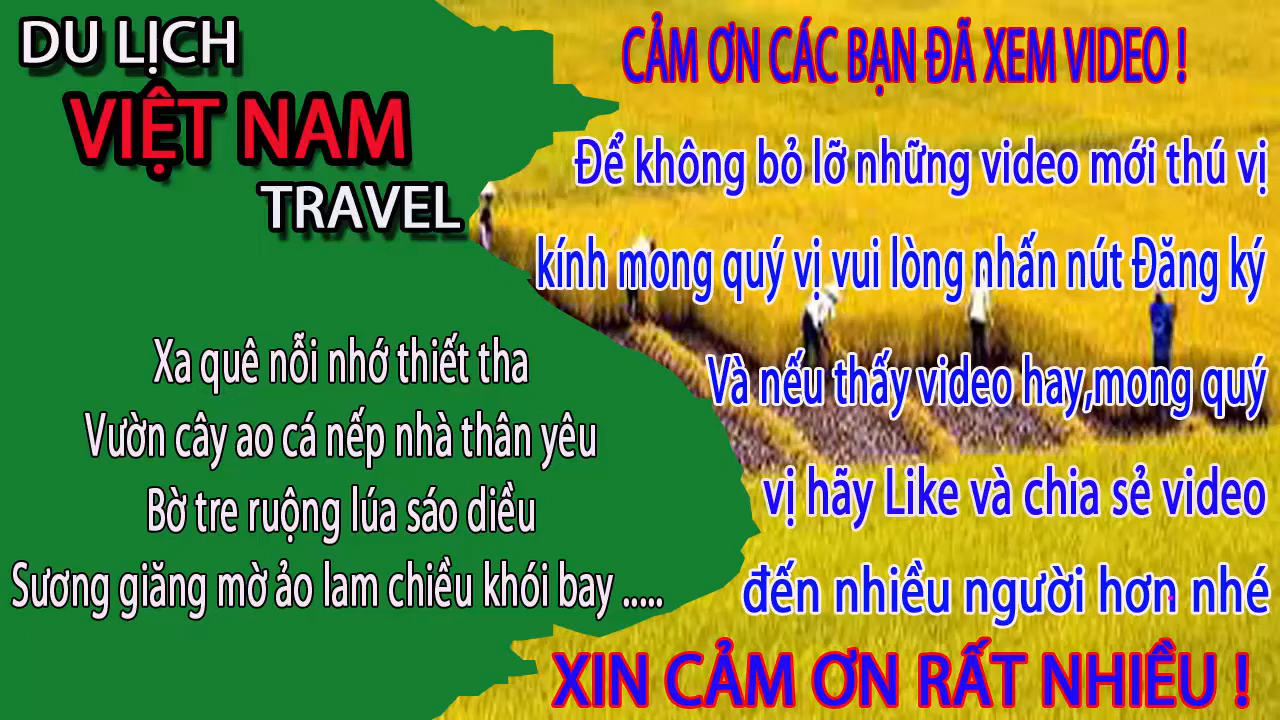 DU LỊCH
VIỆT NAM
TRAVEL
Xa quê nỗi nhớ thiết tha
Vườn cây ao cá nếp nhà thân yêu
Bờ tre ruộng lúa sáo diều
Sương giăng mờ ảo lam chiều khói bay .....
CẢM ƠN CÁC BẠN ĐÃ XEM VIDEO !
Để không bỏ lỡ những video mới thú vị
kính mong quý vị vui lòng nhấn nút Đăng ký
Và nếu thấy video hay,mong quý
vị hãy Like và chia sẻ video
đến nhiều người hơn nhé
XIN CẢM ƠN RẤT NHIỀU !